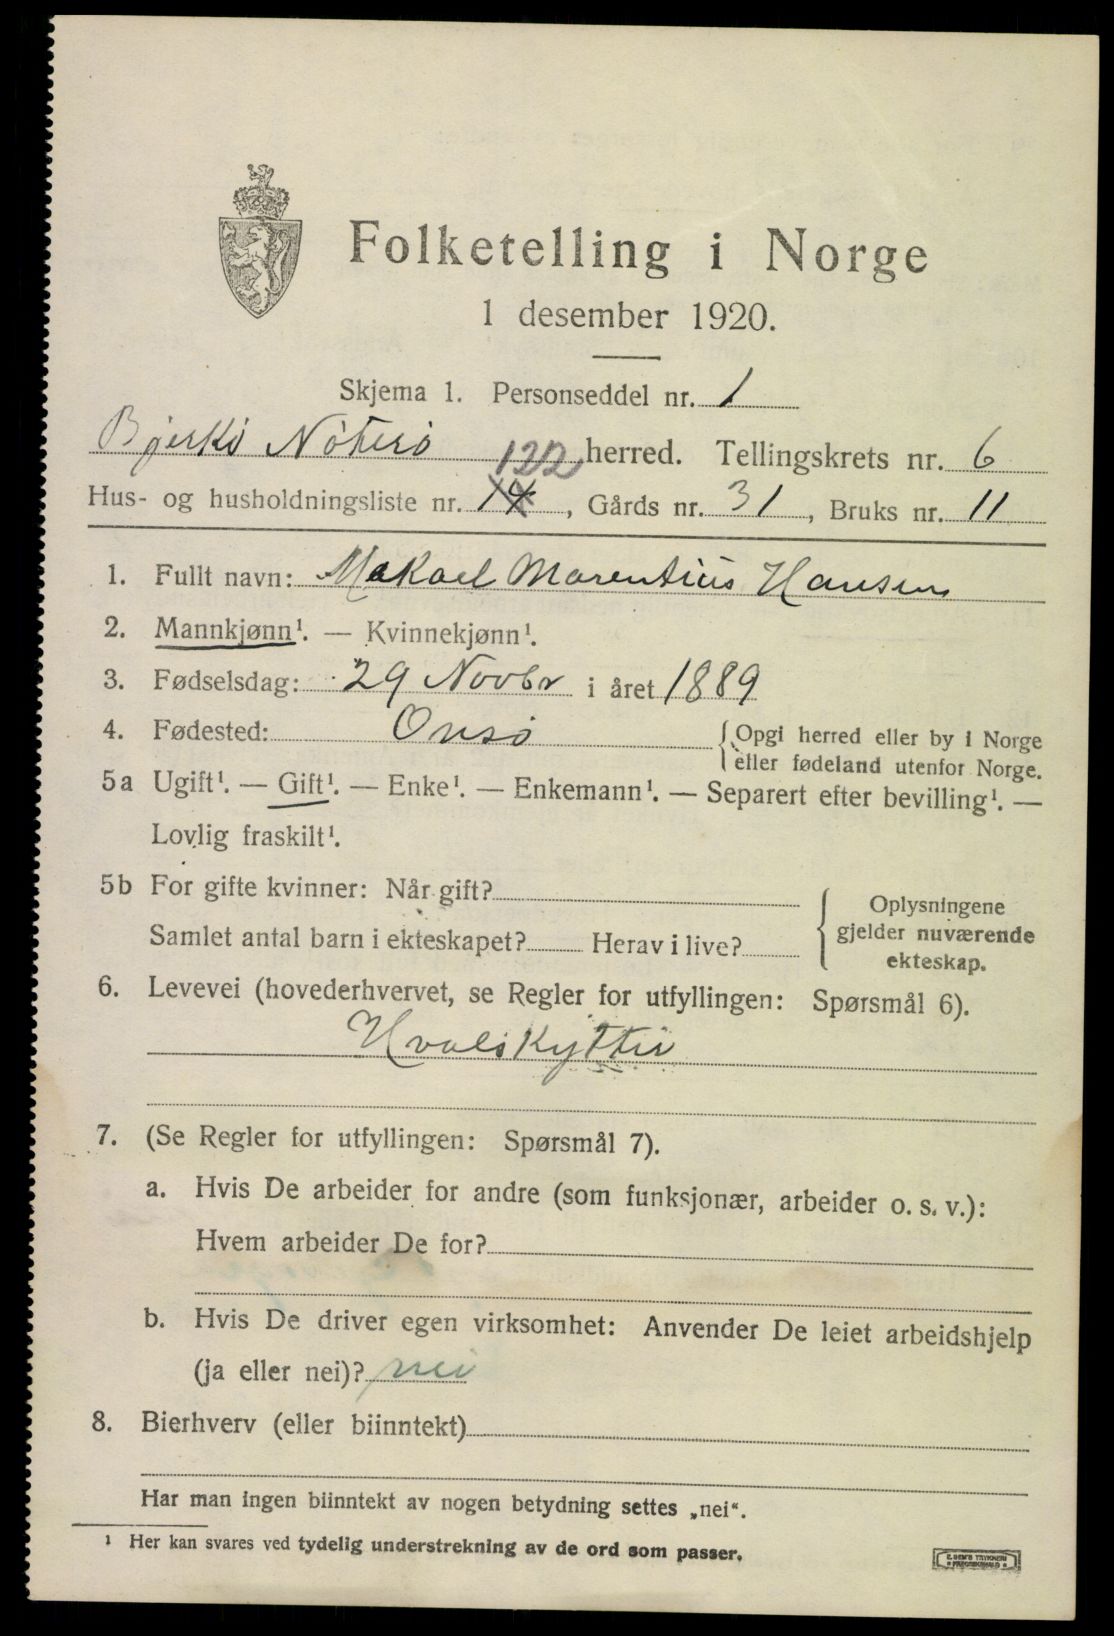 Folketelling i Norge
1 desember 1920.
Skjema 1. Personseddel nr. 1
Bjerkö Nöterö herred. Tellingskrets nr. 6
122
Hus- og husholdningsliste nr. 14, Gårds nr. 31, Bruks nr. 11
1. Fullt navn: Makael Marentius Hansen
2. Mannkjønn¹. — Kvinnekjønn¹.
3. Fødselsdag: 29 Novbr i året 1889
4. Fødested: Onsö {Opgi herred eller by i Norge
eller fødeland utenfor Norge.
5a Ugift¹. — Gift¹. — Enke¹. — Enkemann¹. — Separert efter bevilling¹. —
Lovlig fraskilt¹.
5b For gifte kvinner: Når gift?
Samlet antal barn i ekteskapet? Herav i live?
{Oplysningene
gjelder nuværende
ekteskap.
6. Levevei (hovederhvervet, se Regler for utfyllingen: Spørsmål 6).
Hvalskytter
7. (Se Regler for utfyllingen: Spørsmål 7).
a. Hvis De arbeider for andre (som funksjonær, arbeider o. s. v.):
Hvem arbeider De for?
b. Hvis De driver egen virksomhet: Anvender De leiet arbeidshjelp
(ja eller nei)? nei
8. Bierhverv (eller biinntekt)
Har man ingen biinntekt av nogen betydning settes „nei“.
¹ Her kan svares ved tydelig understrekning av de ord som passer.